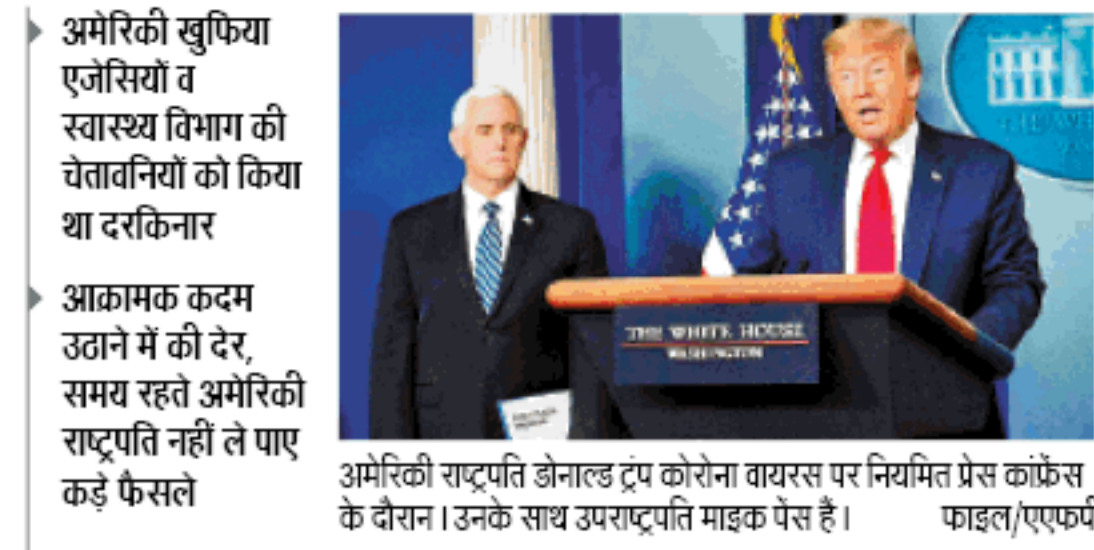 अमेरिकी खुफिया
एजेसियों व
स्वास्थ्य विभाग की
चेतावनियों को किया
था दरकिनार
आक्रामक कदम
उठाने में की देर,
समय रहते अमेरिकी
राष्ट्रपति नहीं ले पाए
कड़े फैसले
THE WHITE HOUSE
WASHINGTON
अमेरिकी राष्ट्रपति डोनाल्ड ट्रंप कोरोना वायरस पर नियमित प्रेस कांफ्रेंस
के दौरान। उनके साथ उपराष्ट्रपति माइक पेंस है। फाइल/एएफपी